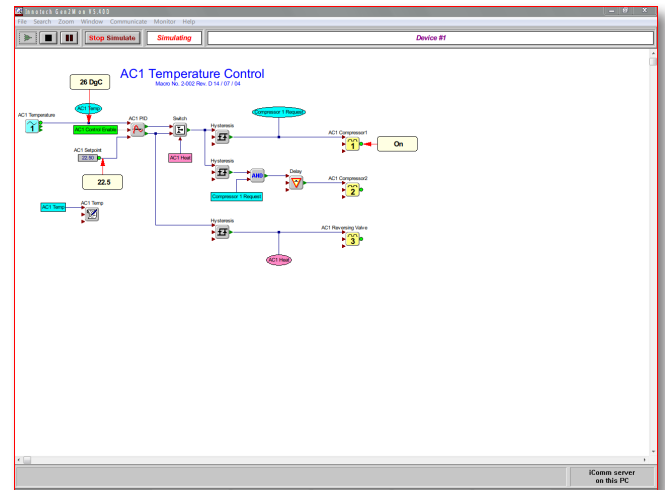 Innotech Gen2Mon 95.40D
File Search Zoom Window Communicate Monitor Help
Stop Simulate Simulating Device #1
AC1 Temperature Control
Macro No. 2-002 Rev. D 14 / 07 / 04
26 DgC
AC1 Temp
Compressor 1 Request
AC1 Temperature
AC1 PID
Switch
1
AC1 Control Enable
Hysteresis
AC1 Compressor1
1
On
AC1 Setpoint
22.50
AC1 Heat
Hysteresis
AND
Delay
AC1 Compressor2
2
22.5
Compressor 1 Request
AC1 Temp
AC1 Temp
Hysteresis
AC1 Reversing Valve
3
AC1 Heat
iComm server
on this PC